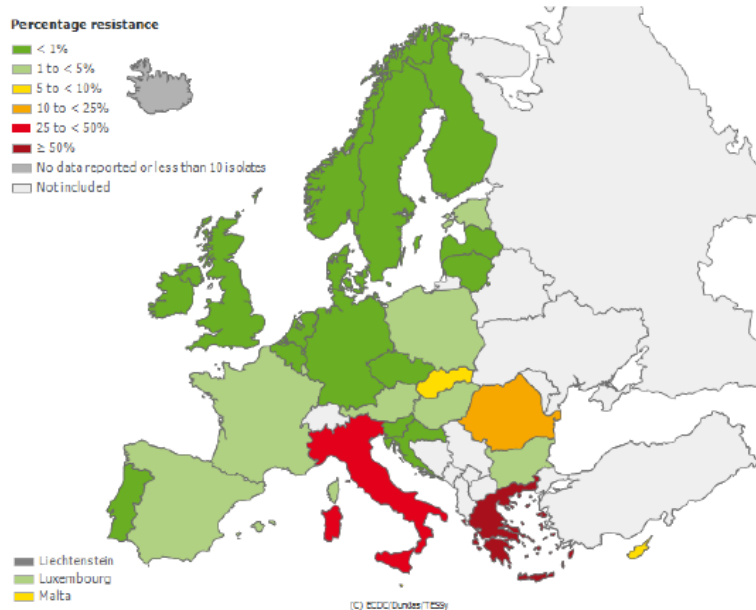 Percentage resistance
< 1%
1 to < 5%
5 to < 10%
10 to < 25%
25 to < 50%
≥ 50%
No data reported or less than 10 isolates
Not included
Liechtenstein
Luxembourg
Malta
(C) ECDC/Dundas/TESSy